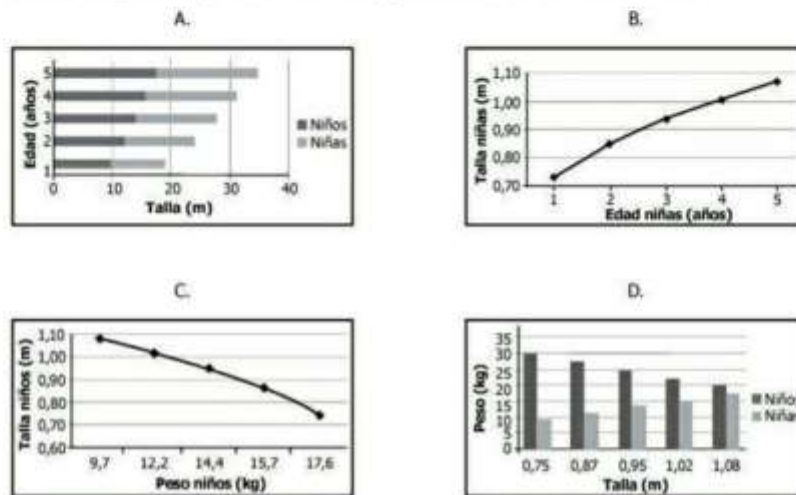 A.
B.
Edad (años)
5
4
3
2
1
0 10 20 30 40
Talla (m)
Niños
Niñas
Talla niñas (m)
1,10
1,00
0,90
0,80
0,70
1 2 3 4 5
Edad niñas (años)
C.
D.
Talla niños (m)
1,10
1,00
0,90
0,80
0,70
0,60
9,7 12,2 14,4 15,7 17,6
Peso niños (kg)
Peso (kg)
35
30
25
20
15
10
5
0
0,75 0,87 0,95 1,02 1,08
Talla (m)
Niños
Niñas